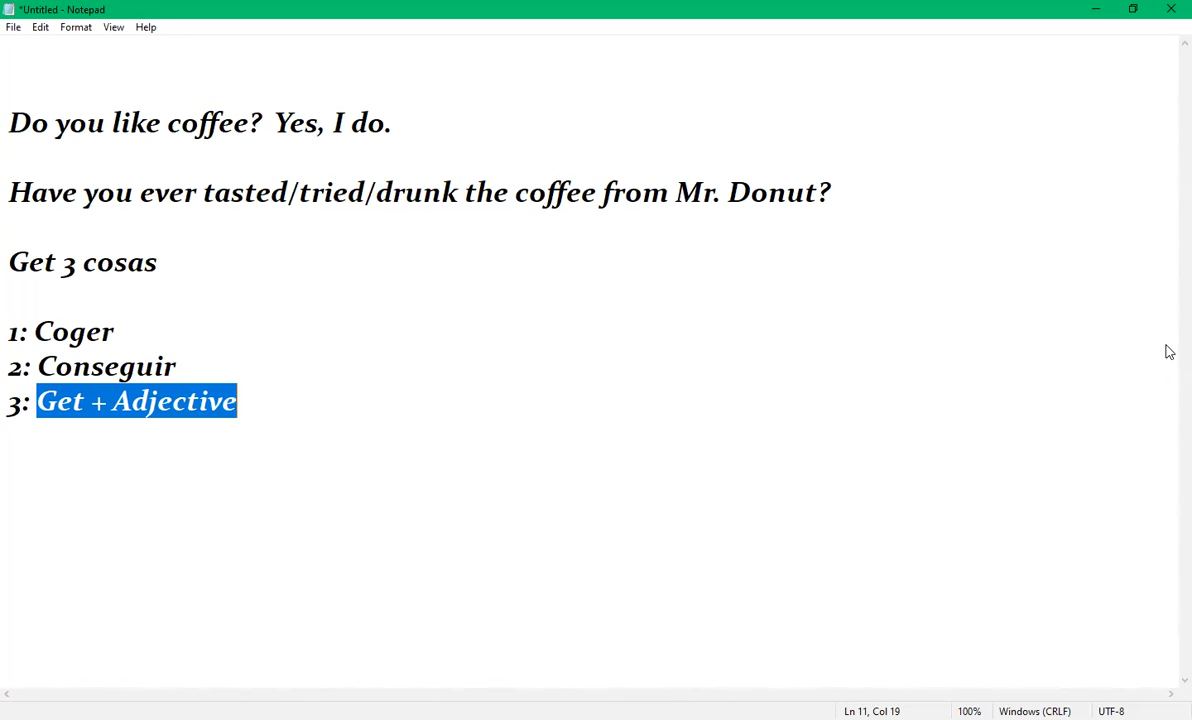 *Untitled - Notepad
File Edit Format View Help
Do you like coffee? Yes, I do.
Have you ever tasted/tried/drunk the coffee from Mr. Donut?
Get 3 cosas
1: Coger
2: Conseguir
3: Get + Adjective
Ln 11, Col 19 100% Windows (CRLF) UTF-8